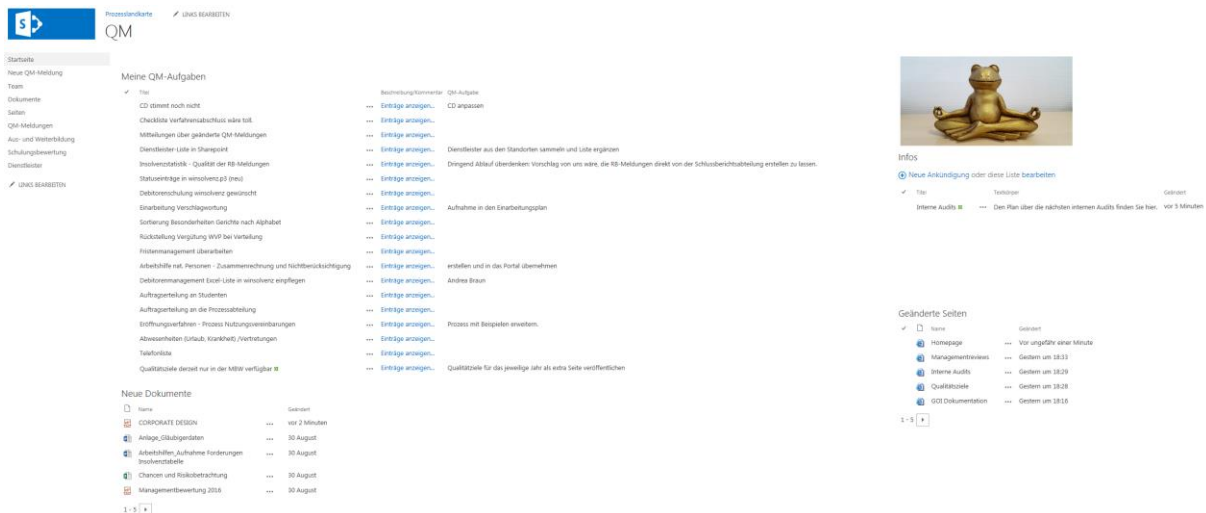 S
Prozesslandkarte LINKS BEARBEITEN
QM
Startseite
Neue QM-Meldung
Team
Dokumente
Seiten
QM-Meldungen
Aus- und Weiterbildung
Schulungsbewertung
Dienstleister
LINKS BEARBEITEN
Meine QM-Aufgaben
Titel Beschreibung/Kommentar QM-Aufgabe
CD stimmt noch nicht ... Einträge anzeigen... CD anpassen
Checkliste Verfahrensabschluss wäre toll. ... Einträge anzeigen...
Mitteilungen über geänderte QM-Meldungen ... Einträge anzeigen...
Dienstleister-Liste in Sharepoint ... Einträge anzeigen... Dienstleister aus den Standorten sammeln und Liste ergänzen
Insolvenzstatistik - Qualität der RB-Meldungen ... Einträge anzeigen... Dringend Ablauf überdenken: Vorschlag von uns wäre, die RB-Meldungen direkt von der Schlussberichtsabteilung erstellen zu lassen.
Statuseinträge in winsolvenz.p3 (neu) ... Einträge anzeigen...
Debitorenschulung winsolvenz gewünscht ... Einträge anzeigen...
Einarbeitung Verschlagwortung ... Einträge anzeigen... Aufnahme in den Einarbeitungsplan
Sortierung Besonderheiten Gerichte nach Alphabet ... Einträge anzeigen...
Rückstellung Vergütung WVP bei Verteilung ... Einträge anzeigen...
Fristenmanagement überarbeiten ... Einträge anzeigen...
Arbeitshilfe nat. Personen - Zusammenrechnung und Nichtberücksichtigung ... Einträge anzeigen... erstellen und in das Portal übernehmen
Debitorenmanagement Excel-Liste in winsolvenz einpflegen ... Einträge anzeigen... Andrea Braun
Auftragserteilung an Studenten ... Einträge anzeigen...
Auftragserteilung an die Prozessabteilung ... Einträge anzeigen...
Eröffnungsverfahren - Prozess Nutzungsvereinbarungen ... Einträge anzeigen... Prozess mit Beispielen erweitern.
Abwesenheiten (Urlaub, Krankheit) /Vertretungen ... Einträge anzeigen...
Telefonliste ... Einträge anzeigen...
Qualitätsziele derzeit nur in der MBW verfügbar ... Einträge anzeigen... Qualitätziele für das jeweilige Jahr als extra Seite veröffentlichen
Neue Dokumente
Name Geändert
CORPORATE DESIGN ... vor 2 Minuten
Anlage_Gläubigerdaten ... 30 August
Arbeitshilfen_Aufnahme Forderungen ... 30 August
Insolvenztabelle
Chancen und Risikobetrachtung ... 30 August
Managementbewertung 2016 ... 30 August
1 - 5
Infos
Neue Ankündigung oder diese Liste bearbeiten
Titel Textkörper Geändert
Interne Audits ... Den Plan über die nächsten internen Audits finden Sie hier. vor 3 Minuten
Geänderte Seiten
Name Geändert
Homepage ... Vor ungefähr einer Minute
Managementreviews ... Gestern um 18:33
Interne Audits ... Gestern um 18:29
Qualitätsziele ... Gestern um 18:28
GOI Dokumentation ... Gestern um 18:16
1 - 5